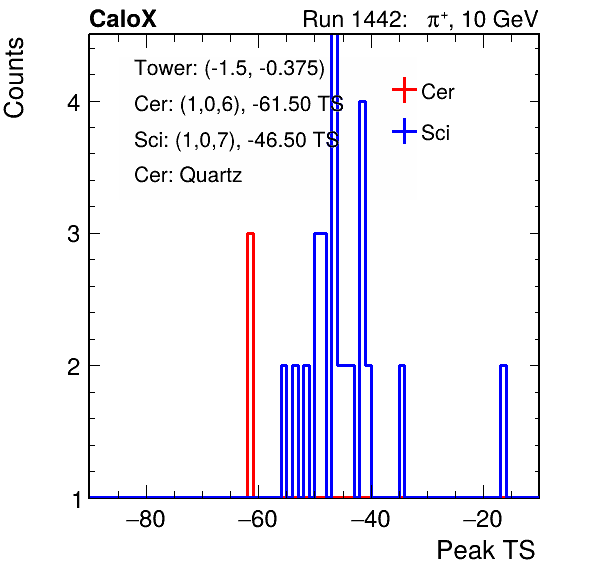 CaloX Run 1442: π⁺, 10 GeV
Counts
Tower: (-1.5, -0.375)
Cer: (1,0,6), -61.50 TS
Sci: (1,0,7), -46.50 TS
Cer: Quartz
Cer
Sci
4
3
2
1
−80 −60 −40 −20
Peak TS